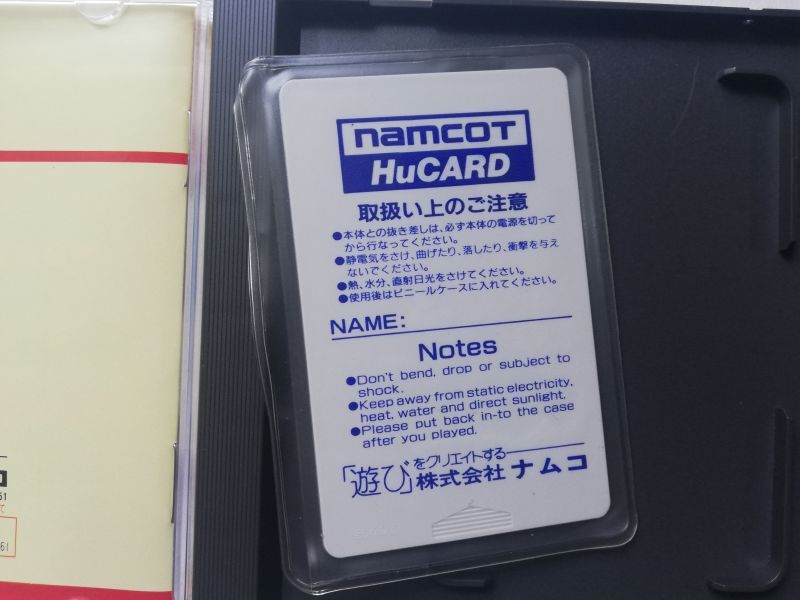 namcot
HuCARD
取扱い上のご注意
●本体との抜き差しは、必ず本体の電源を切って
から行なってください。
●静電気をさけ、曲げたり、落したり、衝撃を与え
ないでください。
●熱、水分、直射日光をさけてください。
●使用後はビニールケースに入れてください。
NAME:
Notes
●Don't bend, drop or subject to
shock.
●Keep away from static electricity,
heat, water and direct sunlight.
●Please put back in-to the case
after you played.
「遊び」をクリエイトする
株式会社 ナムコ